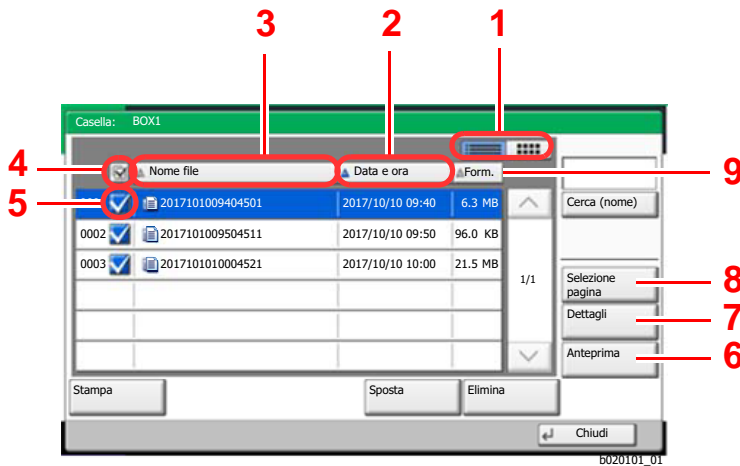 3 2 1
Casella: BOX1
4 Nome file Data e ora Form. 9
5 2017101009404501 2017/10/10 09:40 6.3 MB Cerca (nome)
0002 2017101009504511 2017/10/10 09:50 96.0 KB
0003 2017101010004521 2017/10/10 10:00 21.5 MB
1/1
Selezione
pagina 8
Dettagli 7
Anteprima 6
Stampa Sposta Elimina
Chiudi
b020101_01